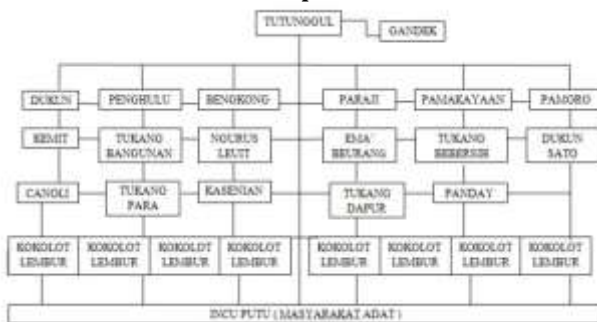 TUTUNGGUL
GANDEK
DUKUN
PENGHULU
BENGKONG
PARAJI
PAMAKAYAAN
PAMORO
KEMIT
TUKANG
BANGUNAN
NGURUS
LEUIT
EMA
BEURANG
TUKANG
BEBERSIH
DUKUN
SATO
CANOLI
TUKANG
PARA
KASENIAN
TUKANG
DAPUR
PANDAY
KOKOLOT
LEMBUR
KOKOLOT
LEMBUR
KOKOLOT
LEMBUR
KOKOLOT
LEMBUR
KOKOLOT
LEMBUR
KOKOLOT
LEMBUR
KOKOLOT
LEMBUR
KOKOLOT
LEMBUR
INCU PUTU ( MASYARAKAT ADAT )